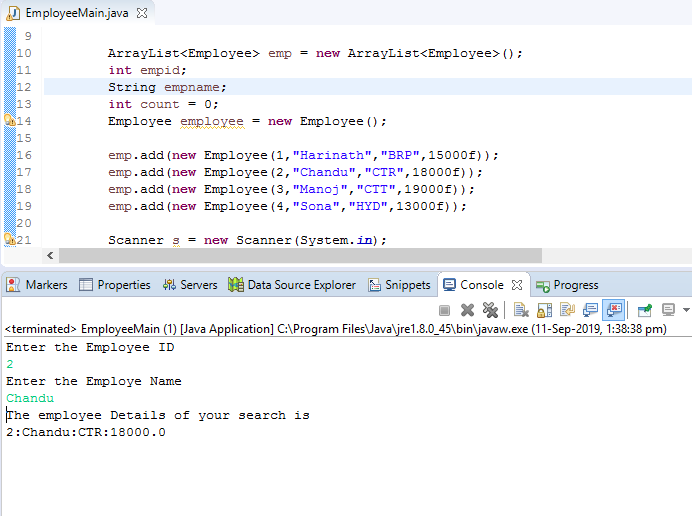 EmployeeMain.java
9
10 ArrayList<Employee> emp = new ArrayList<Employee>();
11 int empid;
12 String empname;
13 int count = 0;
14 Employee employee = new Employee();
15
16 emp.add(new Employee(1,"Harinath","BRP",15000f));
17 emp.add(new Employee(2,"Chandu","CTR",18000f));
18 emp.add(new Employee(3,"Manoj","CTT",19000f));
19 emp.add(new Employee(4,"Sona","HYD",13000f));
20
21 Scanner s = new Scanner(System.in);
Markers Properties Servers Data Source Explorer Snippets Console Progress
<terminated> EmployeeMain (1) [Java Application] C:\Program Files\Java\jre1.8.0_45\bin\javaw.exe (11-Sep-2019, 1:38:38 pm)
Enter the Employee ID
2
Enter the Employe Name
Chandu
The employee Details of your search is
2:Chandu:CTR:18000.0